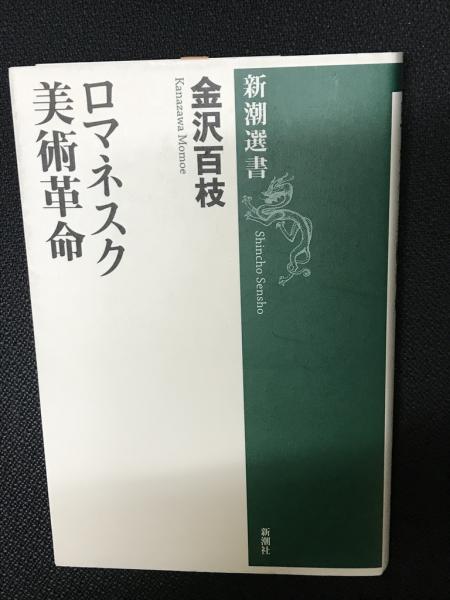 新潮選書
Shincho Sensho
金沢百枝
Kanazawa Momoe
ロマネスク
美術革命
新潮社